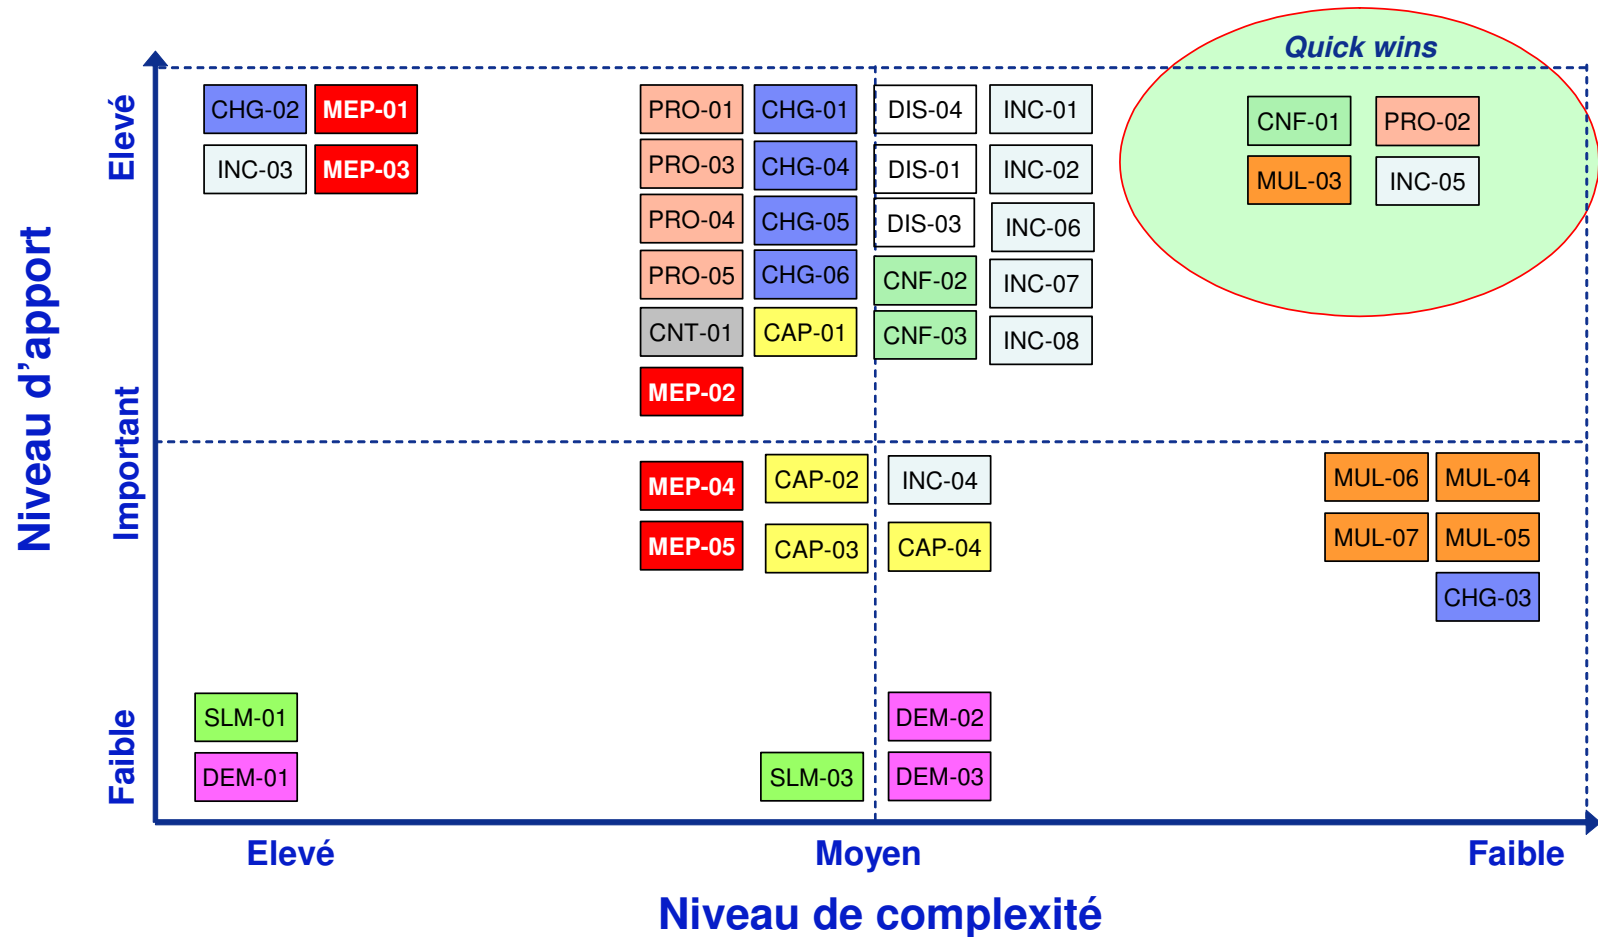 Quick wins
Niveau d'apport
Elevé
Important
Faible
CHG-02 MEP-01 PRO-01 CHG-01 DIS-04 INC-01 CNF-01 PRO-02
INC-03 MEP-03 PRO-03 CHG-04 DIS-01 INC-02 MUL-03 INC-05
PRO-04 CHG-05 DIS-03 INC-06
PRO-05 CHG-06 CNF-02 INC-07
CNT-01 CAP-01 CNF-03 INC-08
MEP-02
MEP-04 CAP-02 INC-04 MUL-06 MUL-04
MEP-05 CAP-03 CAP-04 MUL-07 MUL-05
CHG-03
SLM-01 DEM-02
DEM-01 SLM-03 DEM-03
Elevé Moyen Faible
Niveau de complexité